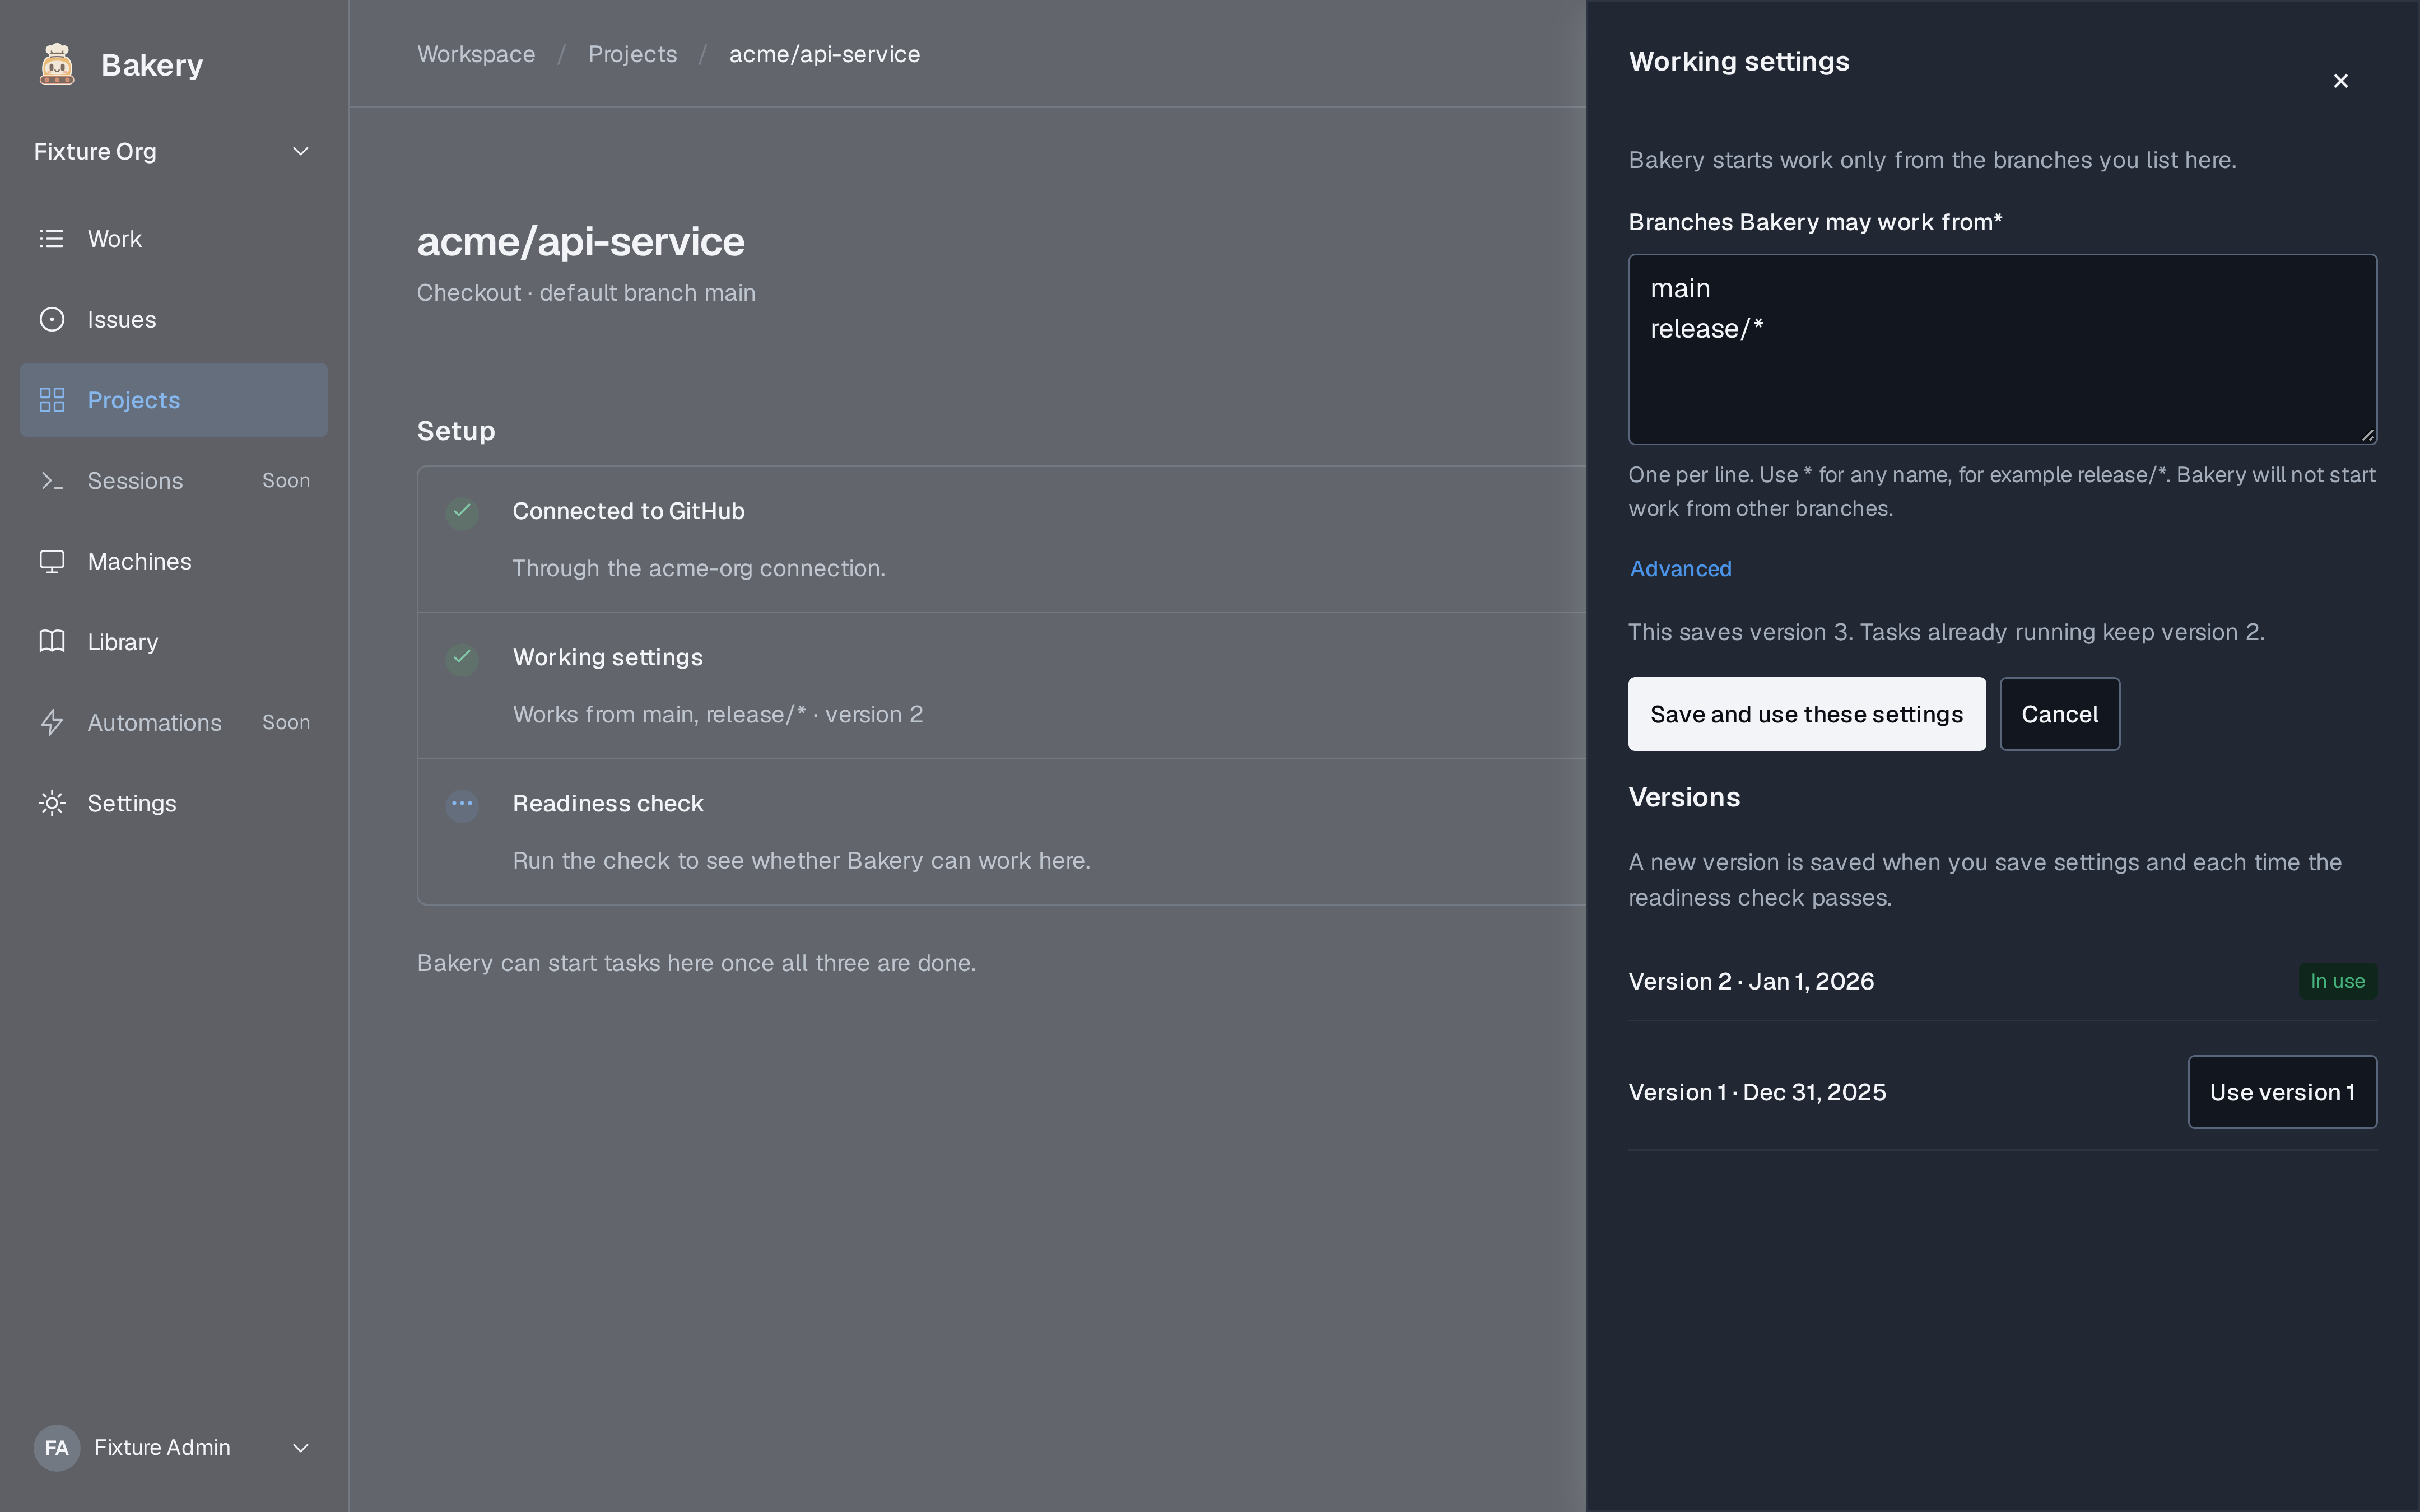 Bakery
Fixture Org
Work
Issues
Projects
Sessions Soon
Machines
Library
Automations Soon
Settings
FA Fixture Admin
Workspace / Projects / acme/api-service
acme/api-service
Checkout · default branch main
Setup
Connected to GitHub
Through the acme-org connection.
Working settings
Works from main, release/* · version 2
Readiness check
Run the check to see whether Bakery can work here.
Bakery can start tasks here once all three are done.
Working settings
Bakery starts work only from the branches you list here.
Branches Bakery may work from*
main
release/*
One per line. Use * for any name, for example release/*. Bakery will not start
work from other branches.
Advanced
This saves version 3. Tasks already running keep version 2.
Save and use these settings Cancel
Versions
A new version is saved when you save settings and each time the
readiness check passes.
Version 2 · Jan 1, 2026 In use
Version 1 · Dec 31, 2025 Use version 1